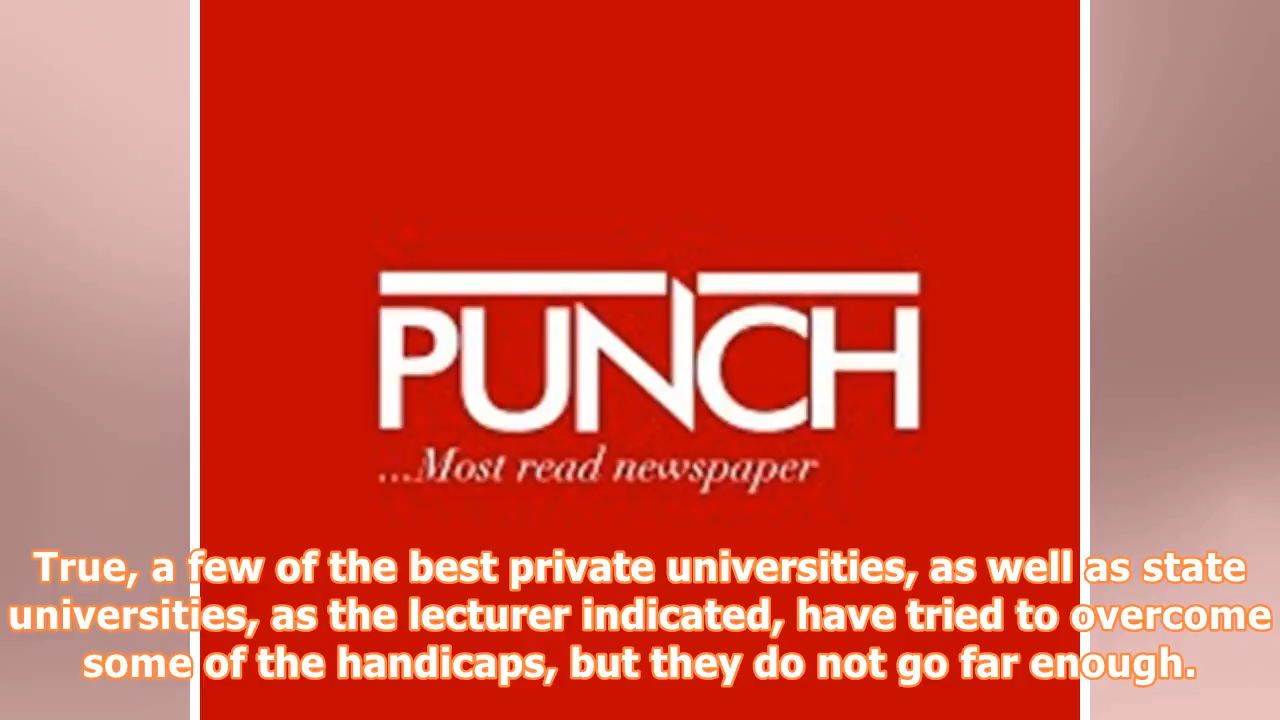 PUNCH
...Most read newspaper
True, a few of the best private universities, as well as state
universities, as the lecturer indicated, have tried to overcome
some of the handicaps, but they do not go far enough.